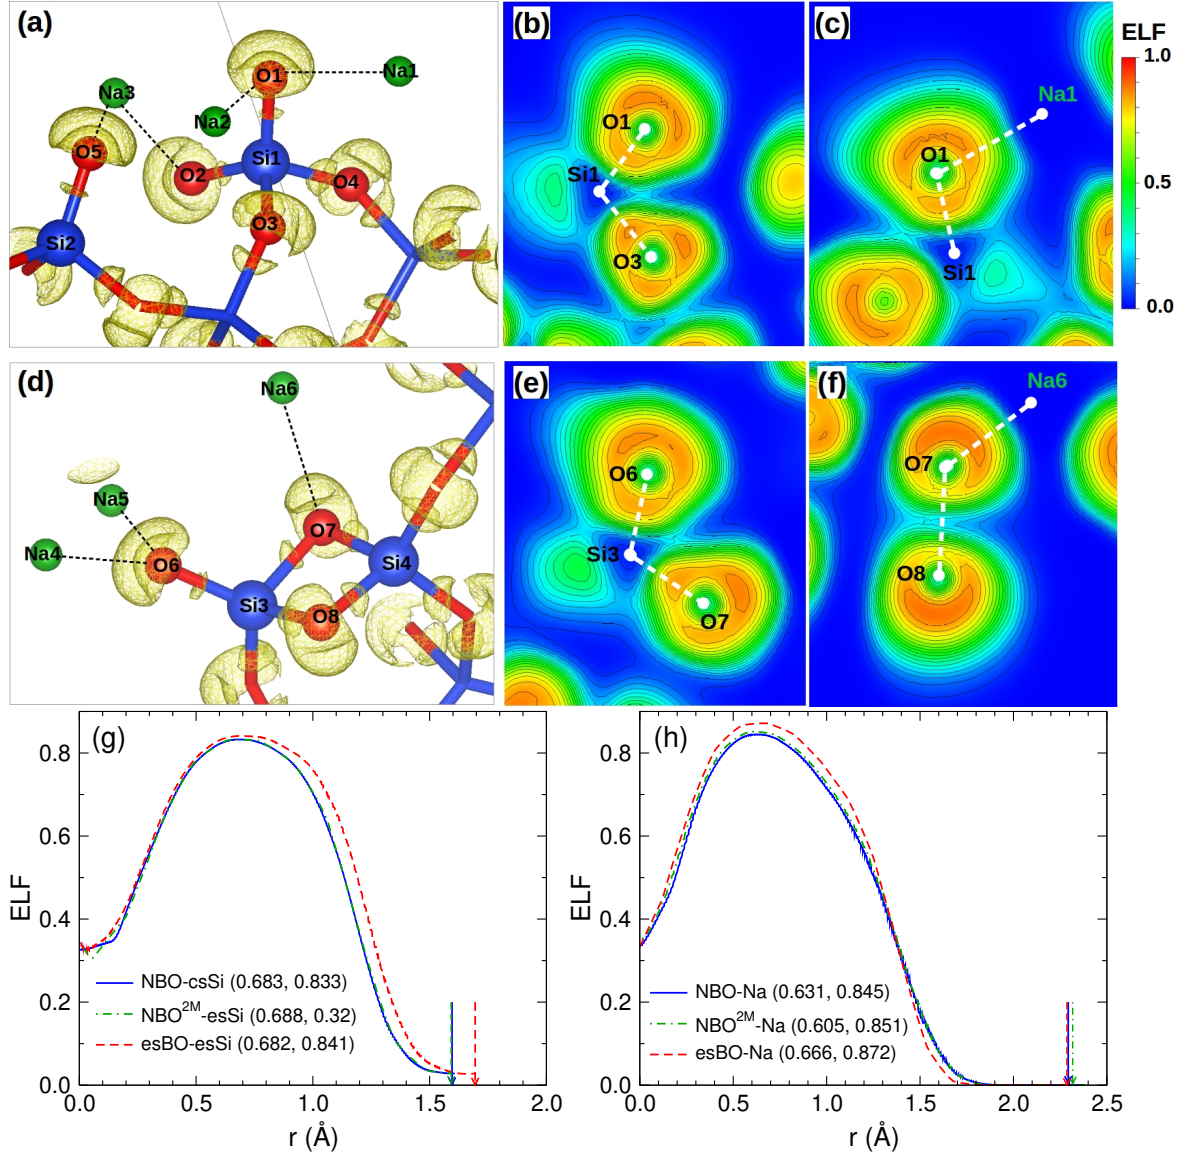 (a)
O1
Na1
Na3
Na2
O5
Si1
O2
O4
O3
Si2
(b)
O1
Si1
O3
(c)
Na1
O1
Si1
ELF
1.0
0.5
0.0
(d)
Na6
Na5
O7
Na4
O6
Si4
Si3
O8
(e)
O6
Si3
O7
(f)
Na6
O7
O8
(g)
ELF
0.8
0.6
0.4
0.2
0.0
NBO-csSi (0.683, 0.833)
NBO²ᴹ-esSi (0.688, 0.32)
esBO-esSi (0.682, 0.841)
0.0 0.5 1.0 1.5 2.0
r (Å)
(h)
ELF
0.8
0.6
0.4
0.2
0.0
NBO-Na (0.631, 0.845)
NBO²ᴹ-Na (0.605, 0.851)
esBO-Na (0.666, 0.872)
0.0 0.5 1.0 1.5 2.0 2.5
r (Å)